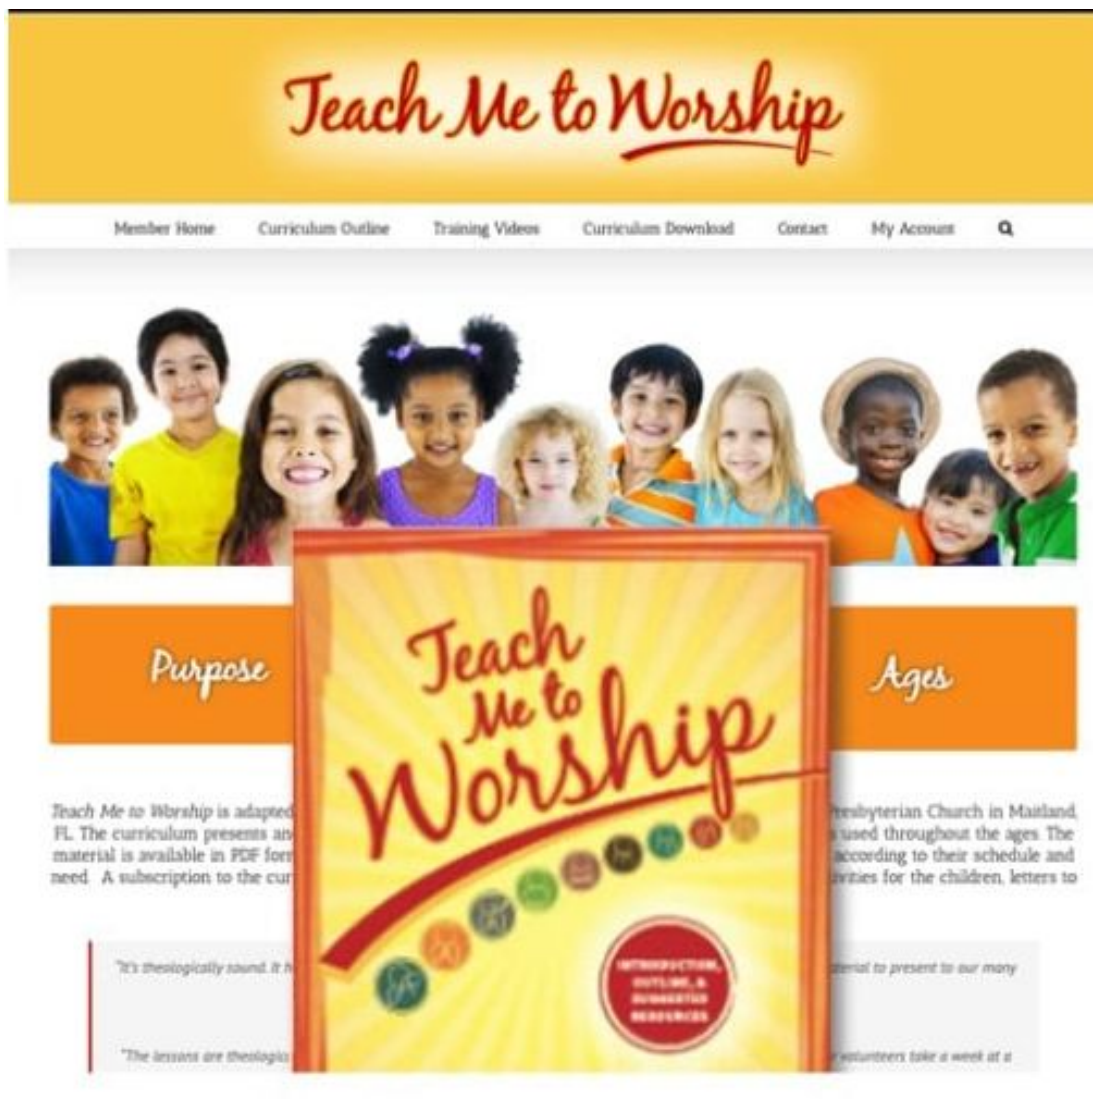 Teach Me to Worship
Member Home Curriculum Outline Training Videos Curriculum Download Contact My Account
Purpose
Ages
Teach
Me to
Worship
INTRODUCTION,
OUTLINE, &
SUGGESTED
RESOURCES
Teach Me to Worship is adapted
resbyterian Church in Maitland,
FL. The curriculum presents an
used throughout the ages. The
material is available in PDF for
according to their schedule and
need. A subscription to the cur
ivities for the children, letters to
"It's theologically sound. It h
terial to present to our many
"The lessons are theologic
volunteers take a week at a